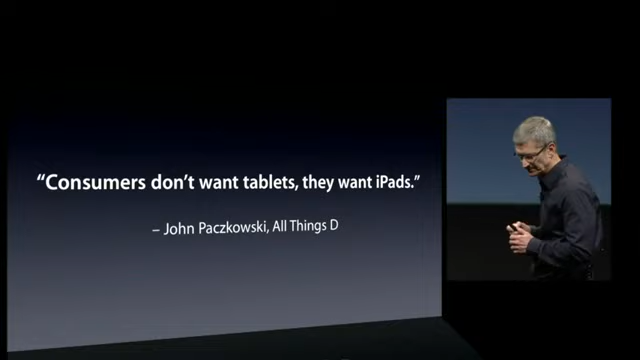 “Consumers don’t want tablets, they want iPads.”
– John Paczkowski, All Things D